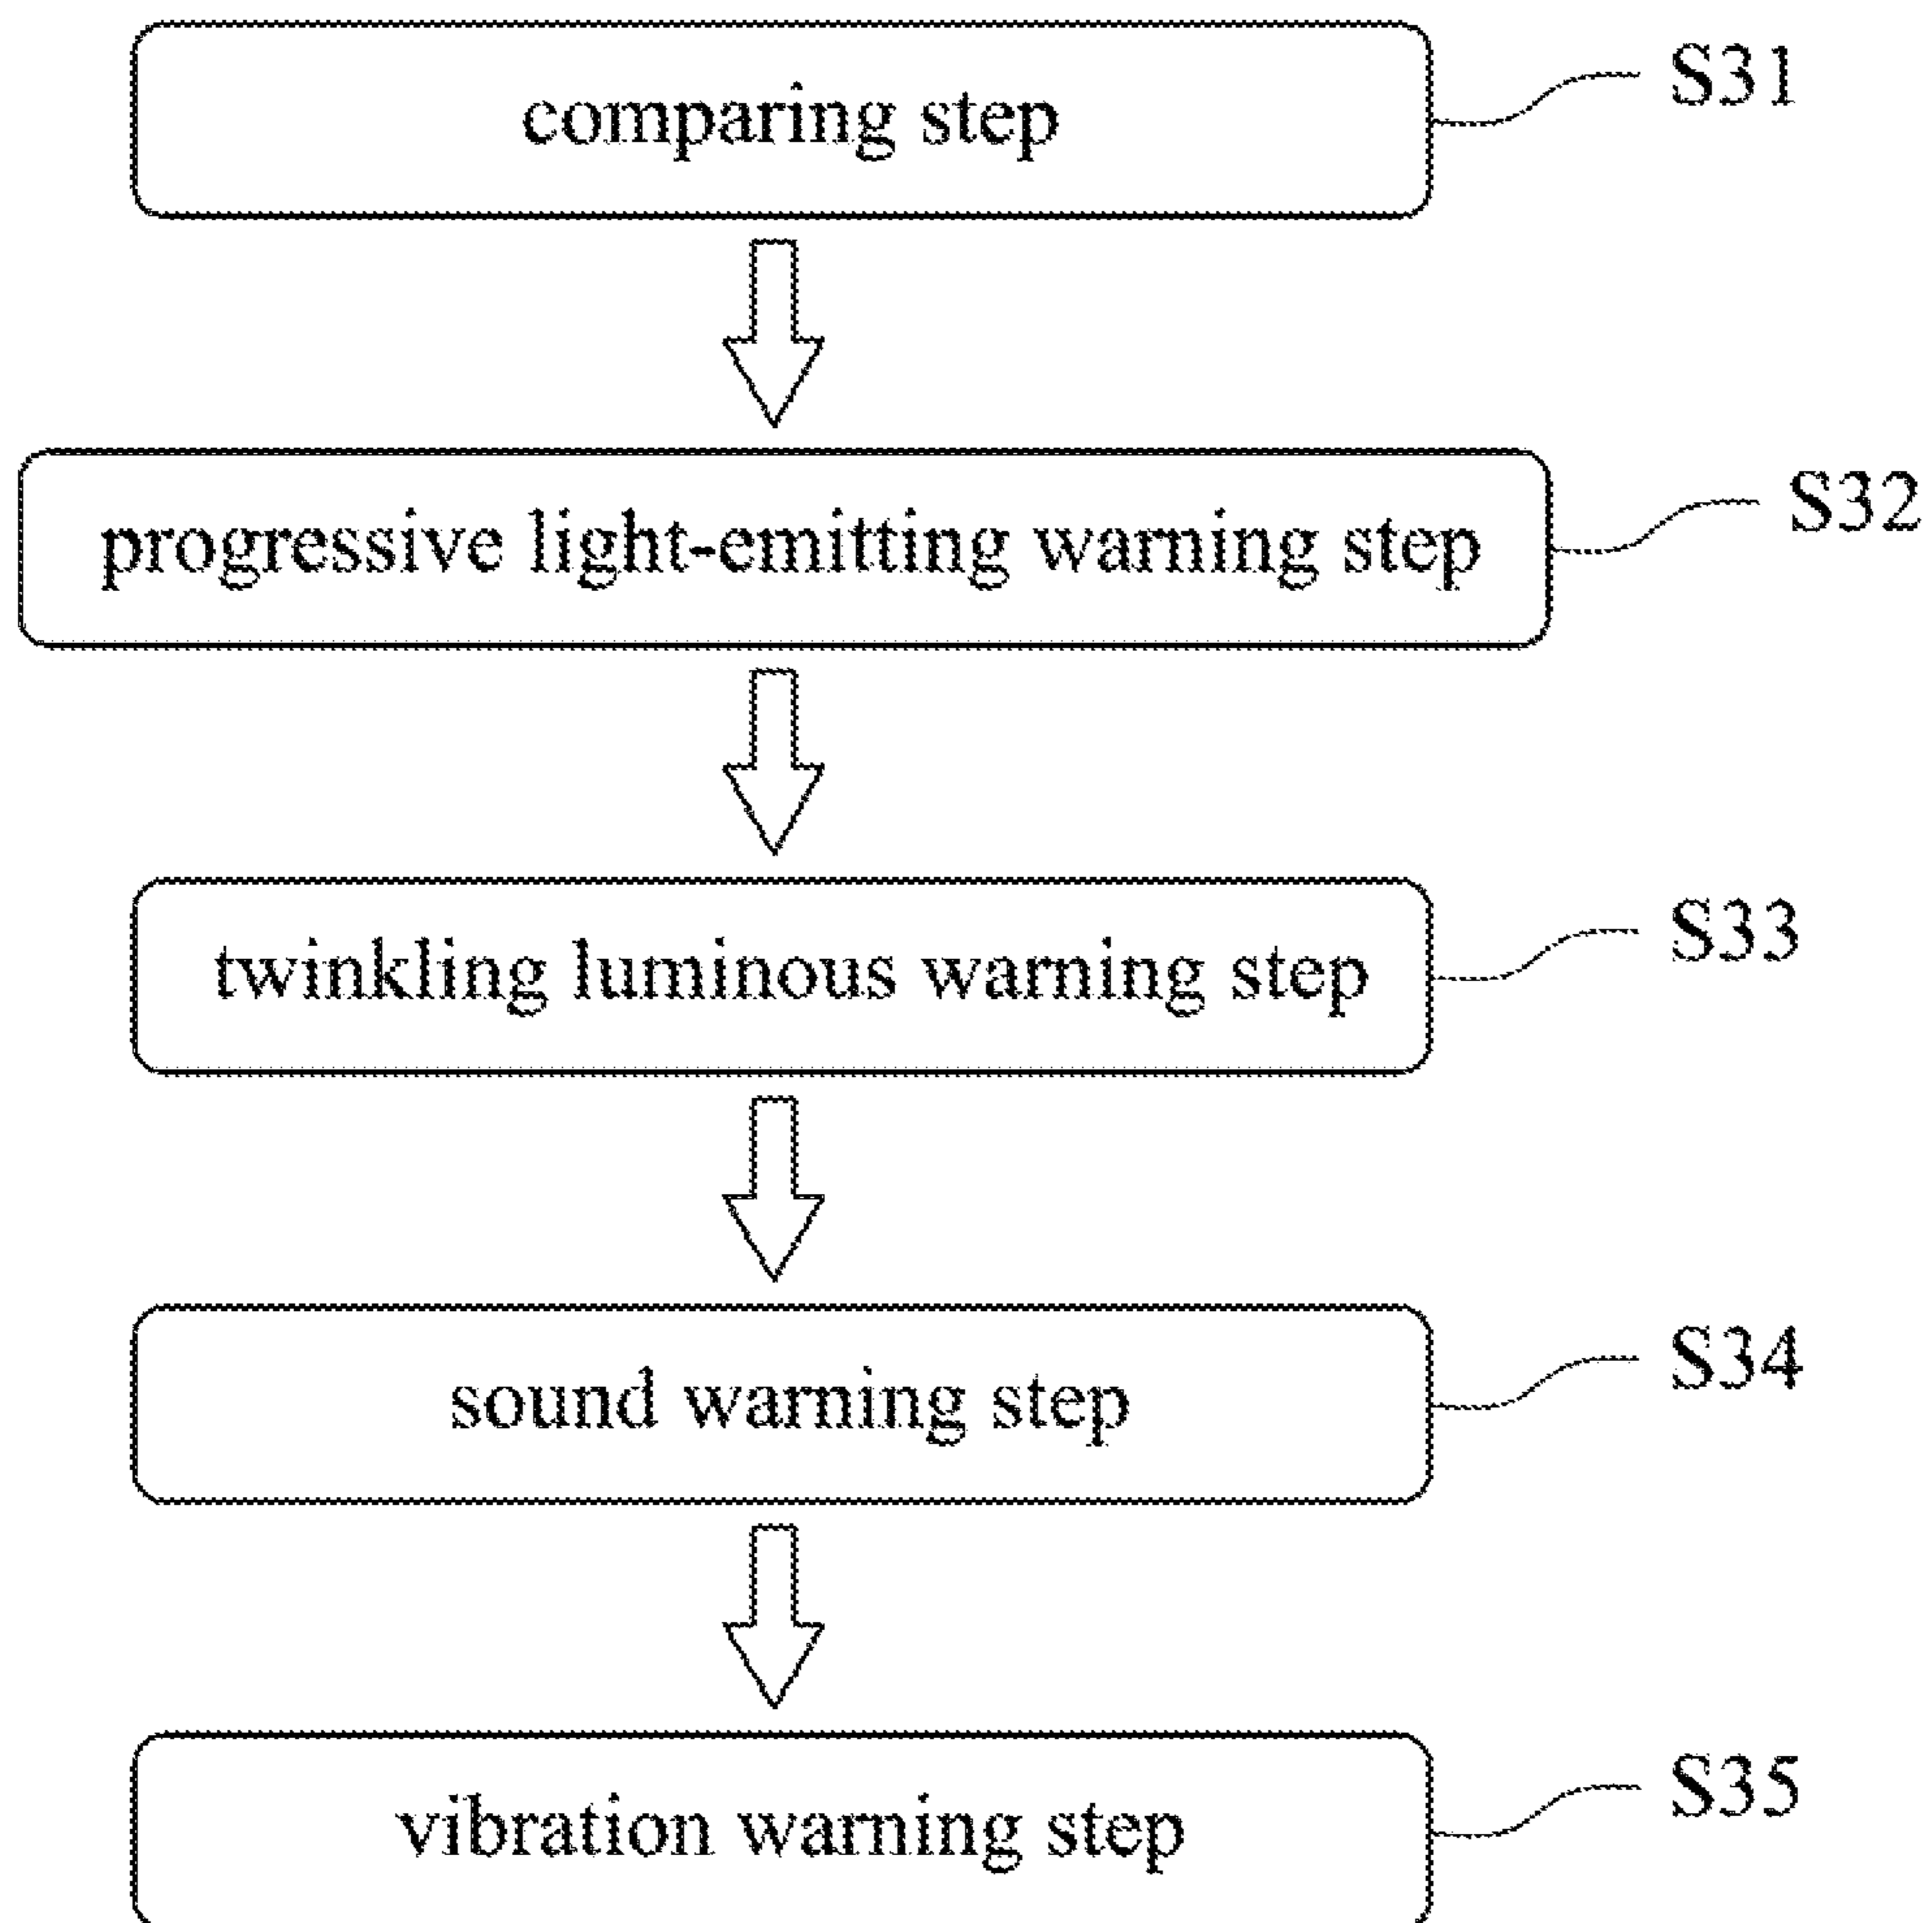 comparing step
S31
progressive light-emitting warning step
S32
twinkling luminous warning step
S33
sound warning step
S34
vibration warning step
S35